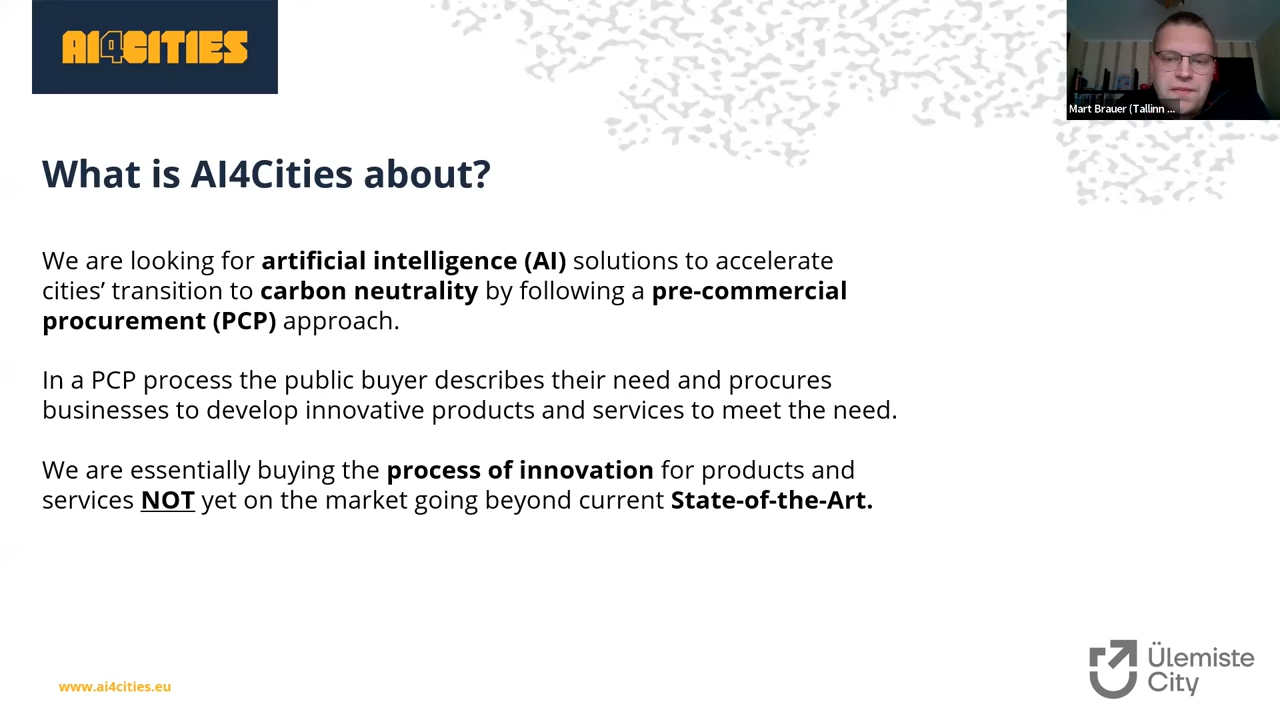 AI4CITIES
Mart Brauer (Tallinn ...
What is AI4Cities about?
We are looking for artificial intelligence (AI) solutions to accelerate
cities’ transition to carbon neutrality by following a pre-commercial
procurement (PCP) approach.
In a PCP process the public buyer describes their need and procures
businesses to develop innovative products and services to meet the need.
We are essentially buying the process of innovation for products and
services NOT yet on the market going beyond current State-of-the-Art.
www.ai4cities.eu
Ülemiste
City